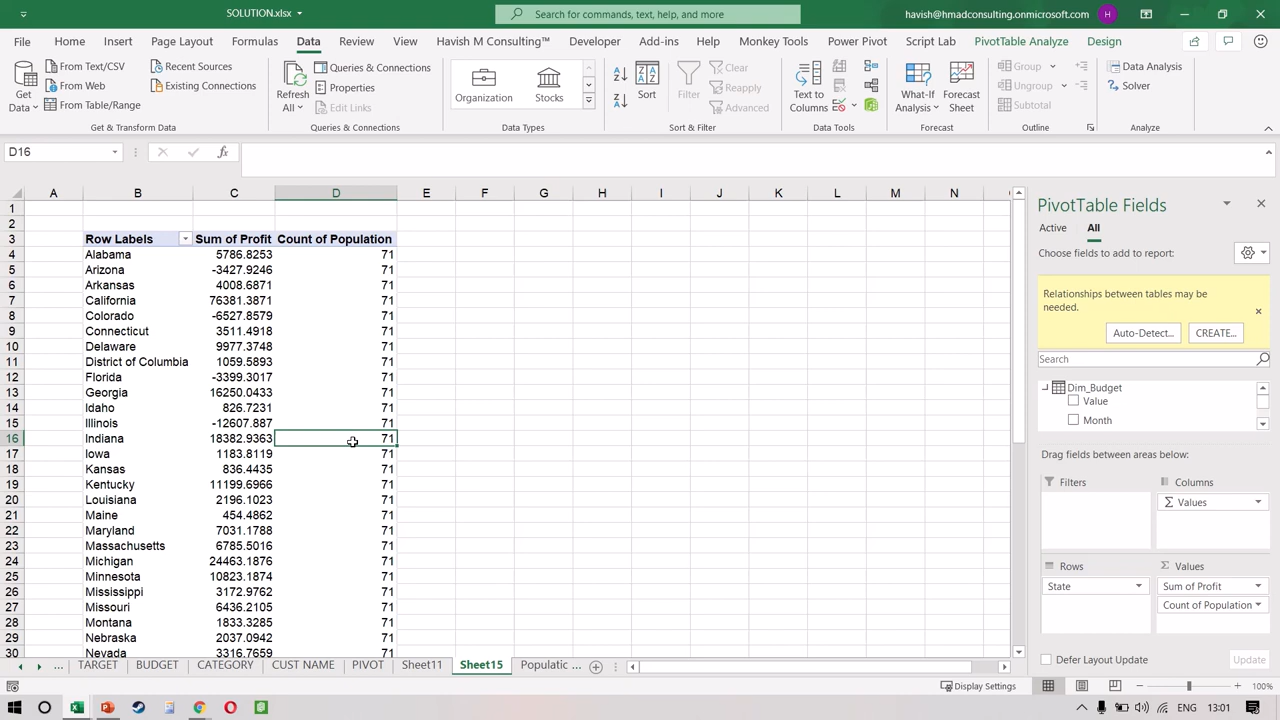 SOLUTION.xlsx
Search for commands, text, help, and more
havish@hmadconsulting.onmicrosoft.com
H
File Home Insert Page Layout Formulas Data Review View Havish M Consulting™ Developer Add-ins Help Monkey Tools Power Pivot Script Lab PivotTable Analyze Design
Get Data
From Text/CSV
From Web
From Table/Range
Recent Sources
Existing Connections
Get & Transform Data
Refresh All
Queries & Connections
Properties
Edit Links
Queries & Connections
Organization
Stocks
Data Types
Sort
Filter
Clear
Reapply
Advanced
Sort & Filter
Text to Columns
Data Tools
What-If Analysis
Forecast Sheet
Forecast
Group
Ungroup
Subtotal
Outline
Data Analysis
Solver
Analyze
D16
fx
A B C D E F G H I J K L M N
1
2
3 Row Labels Sum of Profit Count of Population
4 Alabama 5786.8253 71
5 Arizona -3427.9246 71
6 Arkansas 4008.6871 71
7 California 76381.3871 71
8 Colorado -6527.8579 71
9 Connecticut 3511.4918 71
10 Delaware 9977.3748 71
11 District of Columbia 1059.5893 71
12 Florida -3399.3017 71
13 Georgia 16250.0433 71
14 Idaho 826.7231 71
15 Illinois -12607.887 71
16 Indiana 18382.9363 71
17 Iowa 1183.8119 71
18 Kansas 836.4435 71
19 Kentucky 11199.6966 71
20 Louisiana 2196.1023 71
21 Maine 454.4862 71
22 Maryland 7031.1788 71
23 Massachusetts 6785.5016 71
24 Michigan 24463.1876 71
25 Minnesota 10823.1874 71
26 Mississippi 3172.9762 71
27 Missouri 6436.2105 71
28 Montana 1833.3285 71
29 Nebraska 2037.0942 71
30 Nevada 3316.7659 71
PivotTable Fields
Active All
Choose fields to add to report:
Relationships between tables may be
needed.
Auto-Detect... CREATE...
Search
Dim_Budget
Value
Month
Drag fields between areas below:
Filters
Columns
Σ Values
Rows
State
Σ Values
Sum of Profit
Count of Population
Defer Layout Update
Update
... TARGET BUDGET CATEGORY CUST NAME PIVOT Sheet11 Sheet15 Populatic ...
Display Settings
100%
ENG 13:01